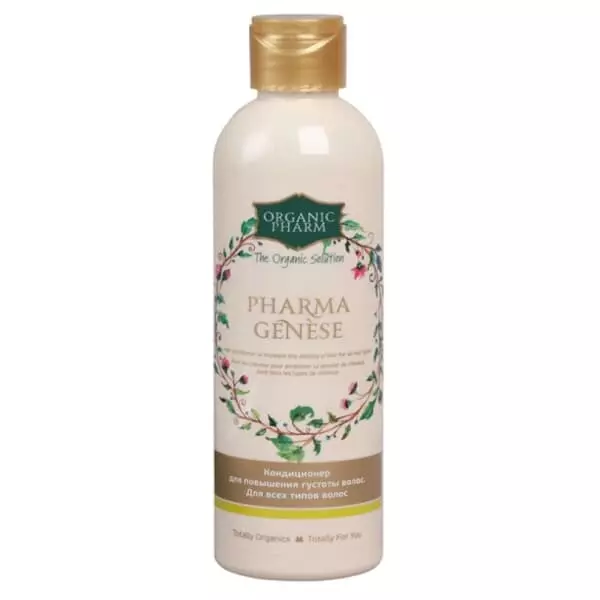 ORGANIC
PHARM
The Organic Solution
PHARMA
GENÈSE
Кондиционер
для повышения густоты волос.
Для всех типов волос
Totally Organics Totally For You